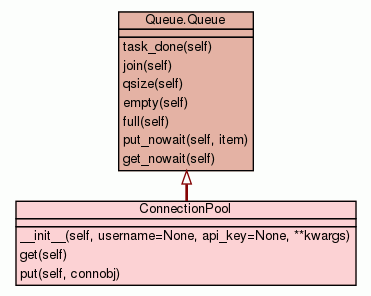 Queue.Queue
task_done(self)
join(self)
qsize(self)
empty(self)
full(self)
put_nowait(self, item)
get_nowait(self)
ConnectionPool
__init__(self, username=None, api_key=None, **kwargs)
get(self)
put(self, connobj)